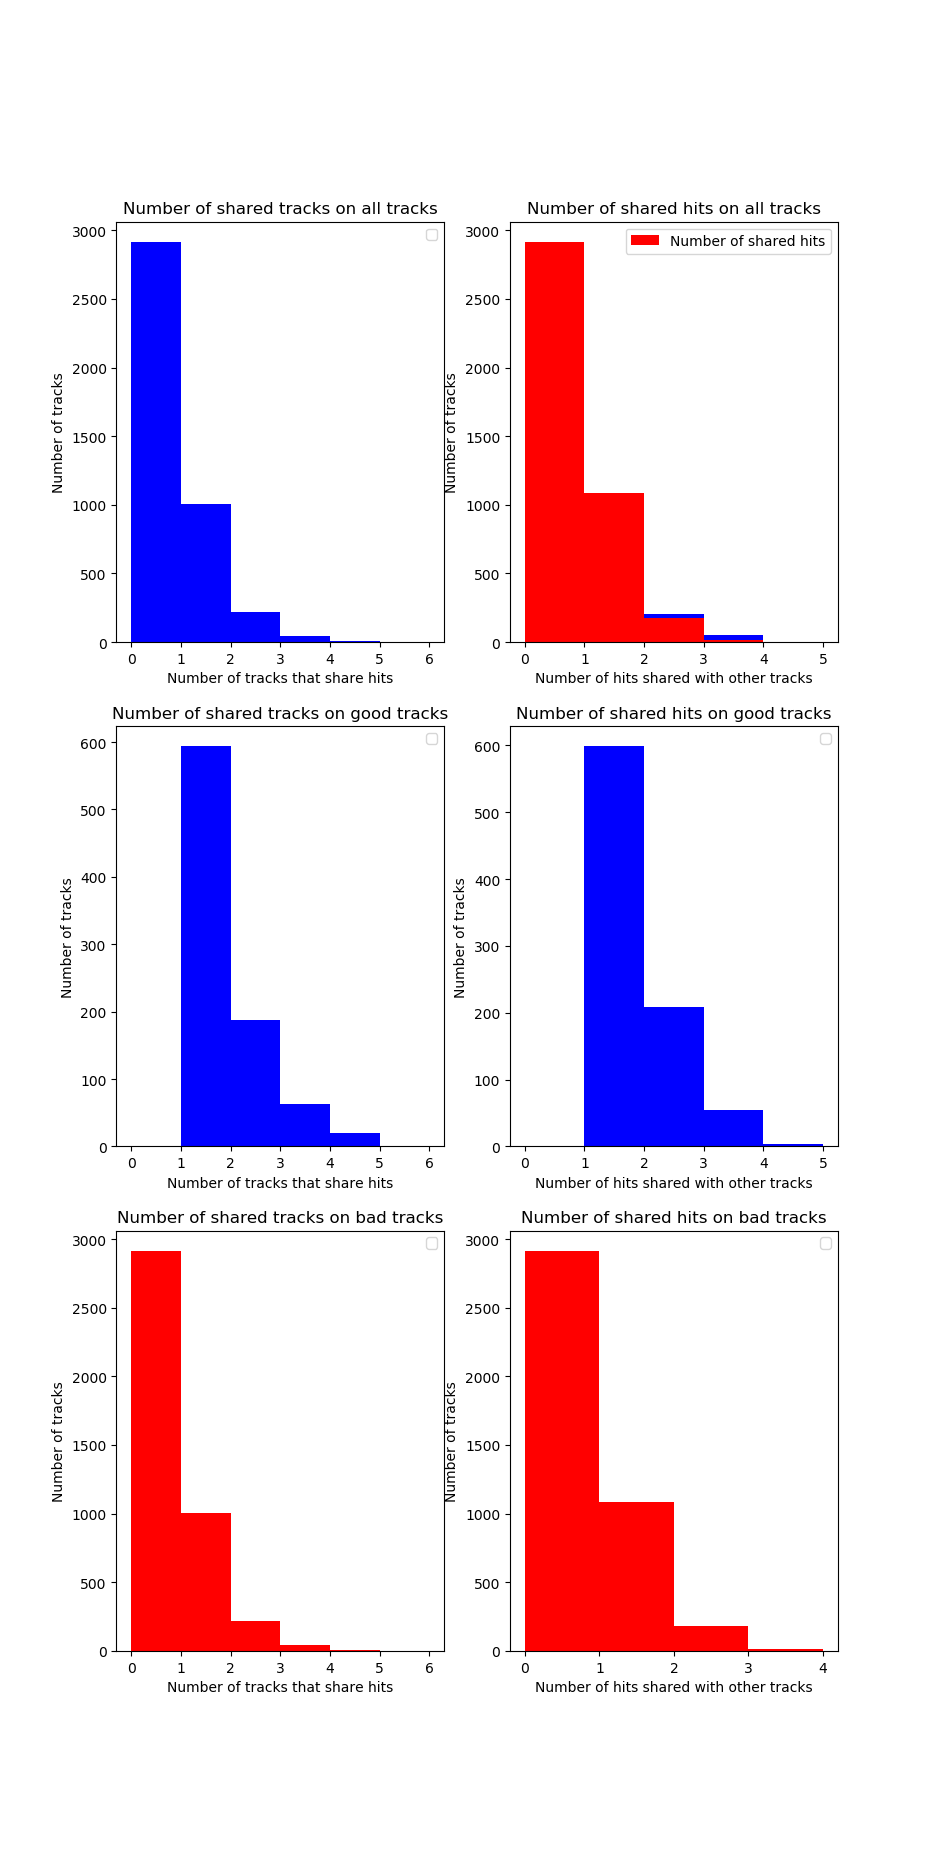 Number of shared tracks on all tracks
3000
2500
2000
1500
1000
500
0
Number of tracks
0 1 2 3 4 5 6
Number of tracks that share hits
Number of shared hits on all tracks
Number of shared hits
3000
2500
2000
1500
1000
500
0
Number of tracks
0 1 2 3 4 5
Number of hits shared with other tracks
Number of shared tracks on good tracks
600
500
400
300
200
100
0
Number of tracks
0 1 2 3 4 5 6
Number of tracks that share hits
Number of shared hits on good tracks
600
500
400
300
200
100
0
Number of tracks
0 1 2 3 4 5
Number of hits shared with other tracks
Number of shared tracks on bad tracks
3000
2500
2000
1500
1000
500
0
Number of tracks
0 1 2 3 4 5 6
Number of tracks that share hits
Number of shared hits on bad tracks
3000
2500
2000
1500
1000
500
0
Number of tracks
0 1 2 3 4
Number of hits shared with other tracks